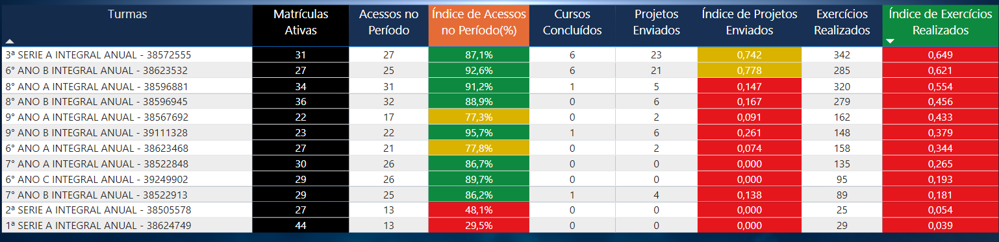 Turmas Matrículas Ativas Acessos no Período Índice de Acessos no Período(%) Cursos Concluídos Projetos Enviados Índice de Projetos Enviados Exercícios Realizados Índice de Exercícios Realizados
3ª SERIE A INTEGRAL ANUAL - 38572555 31 27 87,1% 6 23 0,742 342 0,649
6° ANO B INTEGRAL ANUAL - 38623532 27 25 92,6% 6 21 0,778 285 0,621
8° ANO A INTEGRAL ANUAL - 38596881 34 31 91,2% 1 5 0,147 320 0,554
8° ANO B INTEGRAL ANUAL - 38596945 36 32 88,9% 0 6 0,167 279 0,456
9° ANO A INTEGRAL ANUAL - 38567692 22 17 77,3% 0 2 0,091 162 0,433
9° ANO B INTEGRAL ANUAL - 39111328 23 22 95,7% 1 6 0,261 148 0,379
6° ANO A INTEGRAL ANUAL - 38623468 27 21 77,8% 0 2 0,074 158 0,344
7° ANO A INTEGRAL ANUAL - 38522848 30 26 86,7% 0 0 0,000 135 0,265
6° ANO C INTEGRAL ANUAL - 39249902 29 26 89,7% 0 0 0,000 95 0,193
7° ANO B INTEGRAL ANUAL - 38522913 29 25 86,2% 1 4 0,138 89 0,181
2ª SERIE A INTEGRAL ANUAL - 38505578 27 13 48,1% 0 0 0,000 25 0,054
1ª SERIE A INTEGRAL ANUAL - 38624749 44 13 29,5% 0 0 0,000 29 0,039